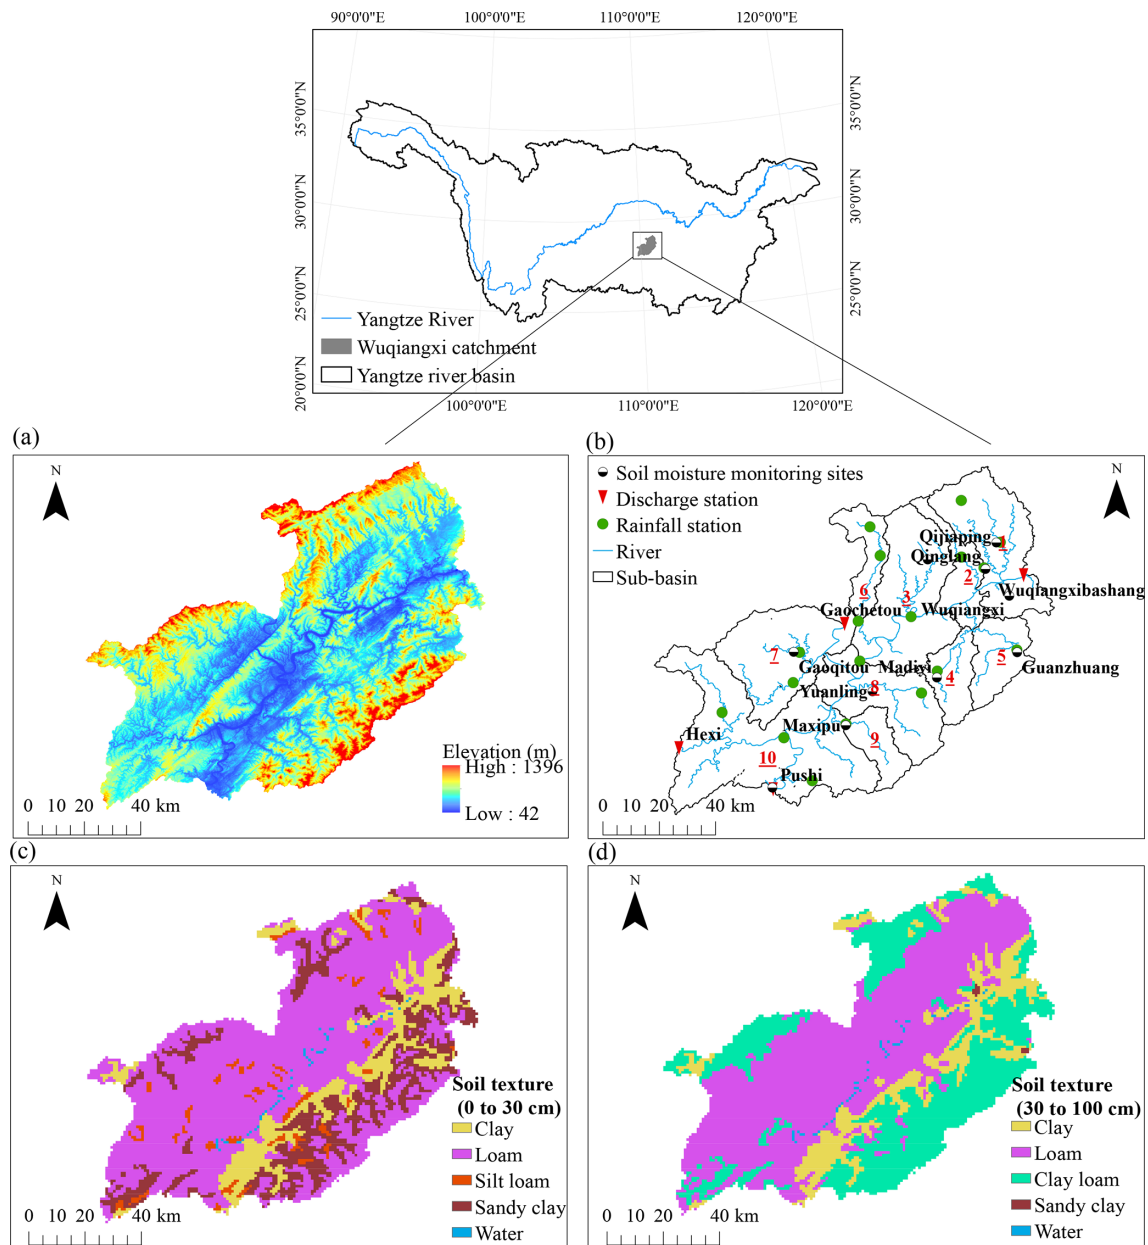 90°0'0"E 100°0'0"E 110°0'0"E 120°0'0"E
35°0'0"N
30°0'0"N
25°0'0"N
20°0'0"N
35°0'0"N
30°0'0"N
25°0'0"N
20°0'0"N
Yangtze River
Wuqiangxi catchment
Yangtze river basin
100°0'0"E 110°0'0"E 120°0'0"E
(a)
N
Elevation (m)
High : 1396
Low : 42
0 10 20 40 km
(b)
Soil moisture monitoring sites
Discharge station
Rainfall station
River
Sub-basin
N
Qijiaping
1
Qinglang
2
Wuqiangxibashang
6
3
Gaochetou
Wuqiangxi
7
5
Gaoqitou
Madiyi
Guanzhuang
4
Yuanling
8
Maxipu
Hexi
9
10
Pushi
0 10 20 40 km
(c)
N
Soil texture
(0 to 30 cm)
Clay
Loam
Silt loam
Sandy clay
Water
0 10 20 40 km
(d)
N
Soil texture
(30 to 100 cm)
Clay
Loam
Clay loam
Sandy clay
Water
0 10 20 40 km